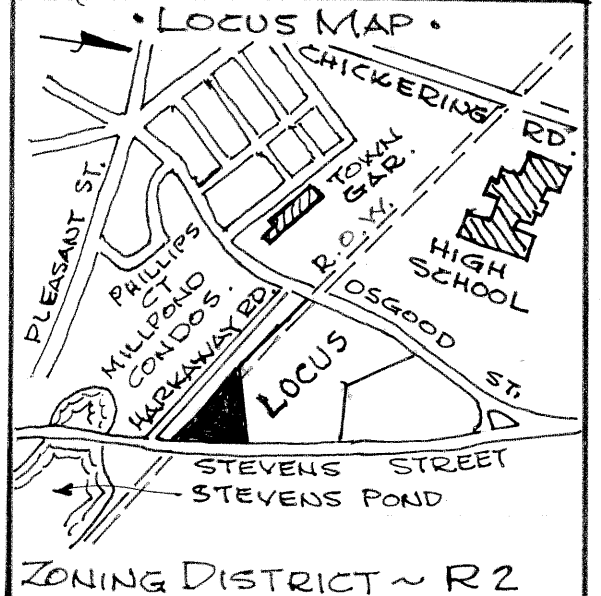 • LOCUS MAP •
CHICKERING
RD.
TOWN
GAR.
R.O.W.
HIGH
SCHOOL
PLEASANT ST.
PHILLIPS
CT
MILLPOND
CONDOS.
HARKAWAY RD.
OSGOOD
ST.
LOCUS
STEVENS STREET
STEVENS POND
ZONING DISTRICT ~ R2